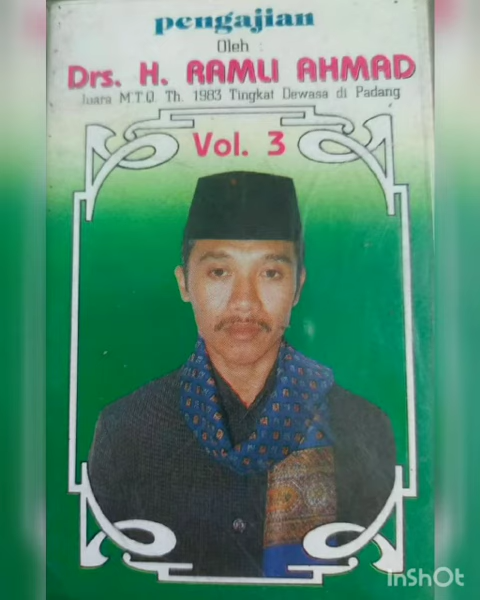 pengajian
Oleh :
Drs. H. RAMLI AHMAD
Juara M.T.Q. Th. 1983 Tingkat Dewasa di Padang
Vol. 3
InShOt